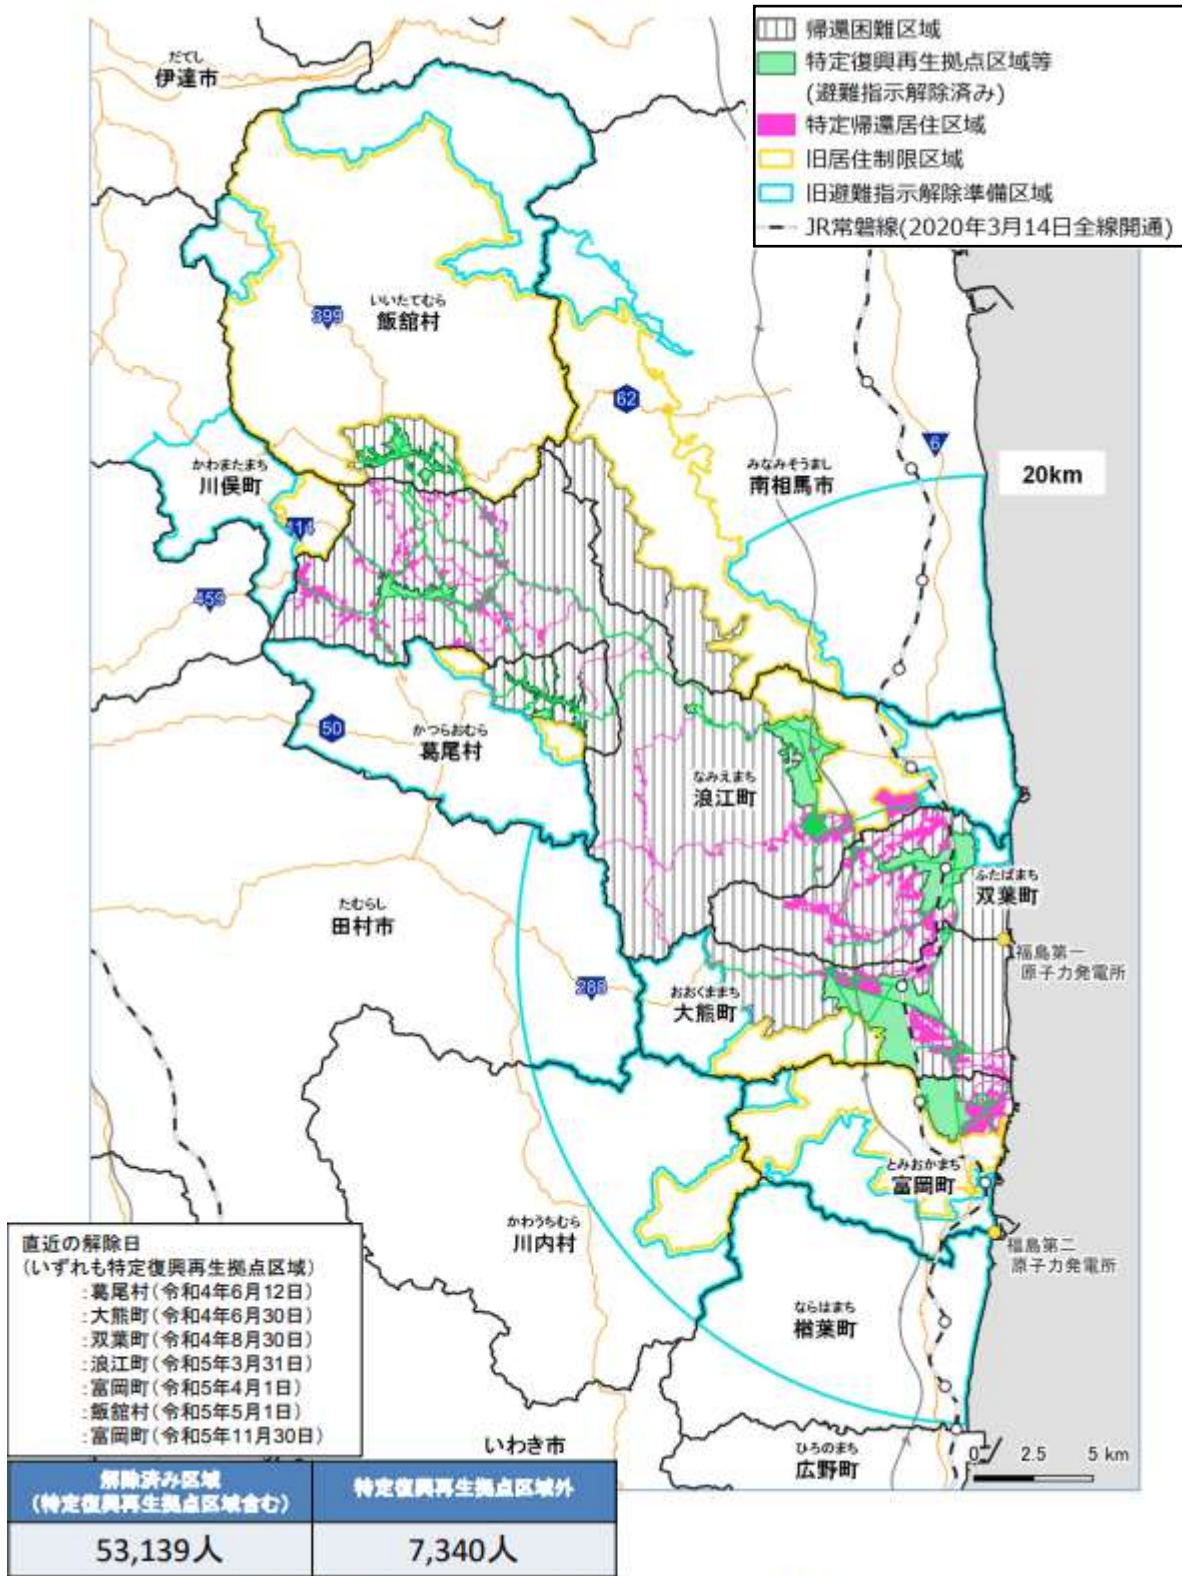 帰還困難区域
特定復興再生拠点区域等
(避難指示解除済み)
特定帰還居住区域
旧居住制限区域
旧避難指示解除準備区域
JR常磐線(2020年3月14日全線開通)
だてし
伊達市
いいたてむら
飯舘村
399
62
6
かわまたまち
川俣町
みなみそうまし
南相馬市
20km
114
459
50
かつらおむら
葛尾村
なみえまち
浪江町
ふたばまち
双葉町
たむらし
田村市
福島第一
原子力発電所
288
おおくままち
大熊町
とみおかまち
富岡町
かわうちむら
川内村
福島第二
原子力発電所
ならはまち
楢葉町
いわき市
ひろのまち
広野町
0 2.5 5 km
直近の解除日
(いずれも特定復興再生拠点区域)
:葛尾村(令和4年6月12日)
:大熊町(令和4年6月30日)
:双葉町(令和4年8月30日)
:浪江町(令和5年3月31日)
:富岡町(令和5年4月1日)
:飯舘村(令和5年5月1日)
:富岡町(令和5年11月30日)
解除済み区域
(特定復興再生拠点区域含む)
特定復興再生拠点区域外
53,139人
7,340人